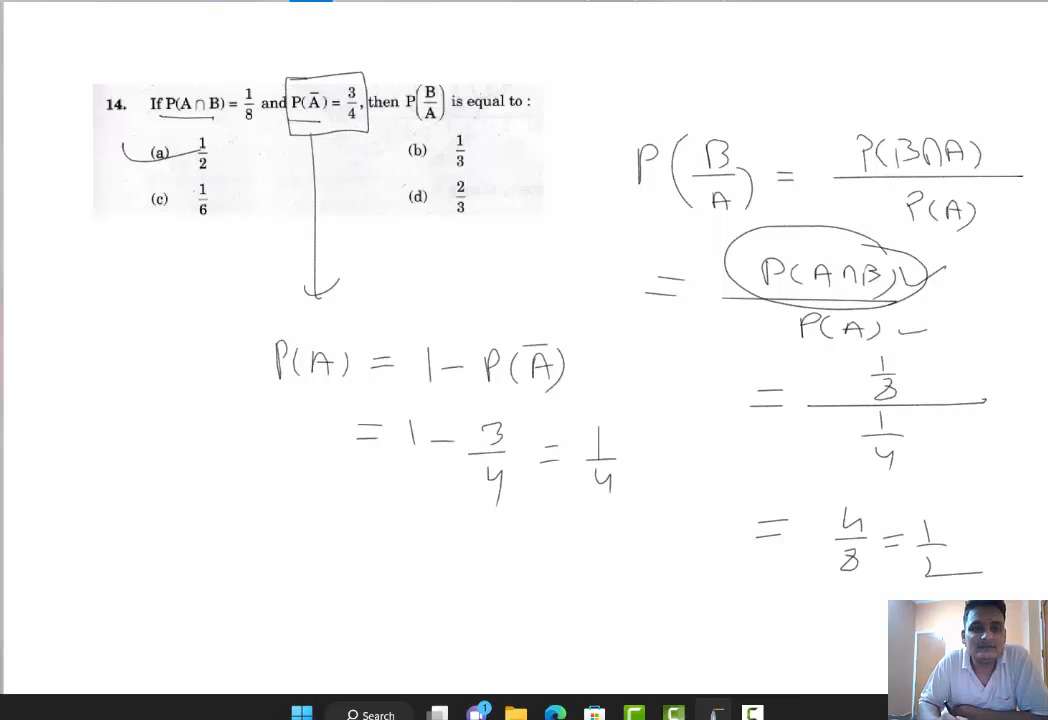 14. If P(A ∩ B) = 1/8 and P(Ā) = 3/4, then P(B/A) is equal to :
(a) 1/2 (b) 1/3
(c) 1/6 (d) 2/3
P(B/A) = P(B∩A)/P(A)
= P(A∩B)/P(A)
P(A) = 1 - P(Ā)
= 1/8 / 1/4
= 1 - 3/4 = 1/4
= 4/8 = 1/2
1
Search